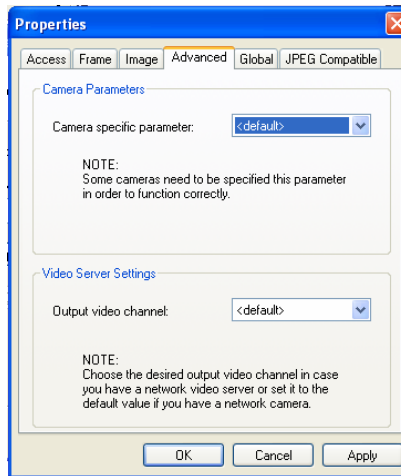 Properties
Access Frame Image Advanced Global JPEG Compatible
Camera Parameters
Camera specific parameter: <default>
NOTE:
Some cameras need to be specified this parameter
in order to function correctly.
Video Server Settings
Output video channel: <default>
NOTE:
Choose the desired output video channel in case
you have a network video server or set it to the
default value if you have a network camera.
OK Cancel Apply